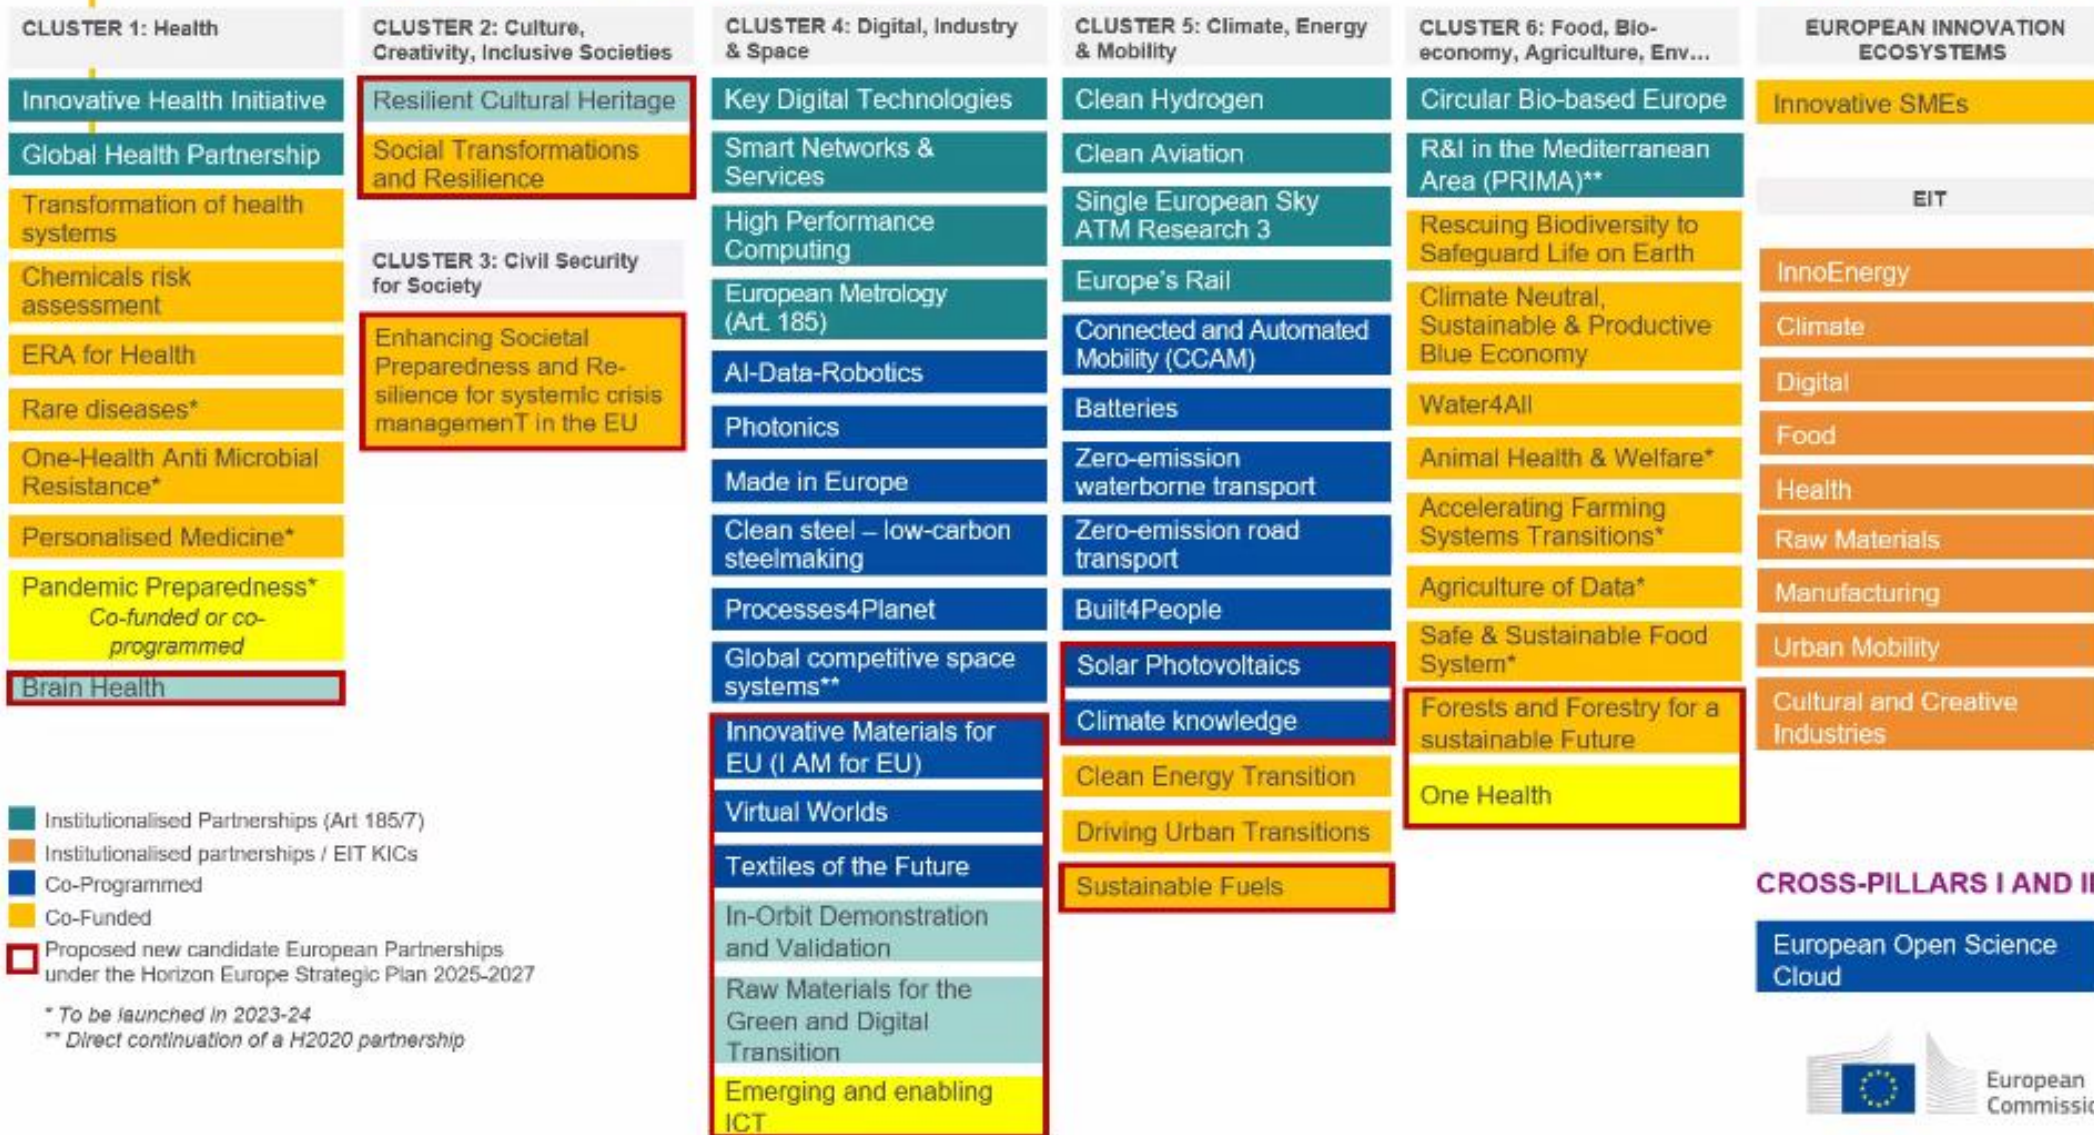 CLUSTER 1: Health
Innovative Health Initiative
Global Health Partnership
Transformation of health
systems
Chemicals risk
assessment
ERA for Health
Rare diseases*
One-Health Anti Microbial
Resistance*
Personalised Medicine*
Pandemic Preparedness*
Co-funded or co-
programmed
Brain Health
CLUSTER 2: Culture,
Creativity, Inclusive Societies
Resilient Cultural Heritage
Social Transformations
and Resilience
CLUSTER 3: Civil Security
for Society
Enhancing Societal
Preparedness and Re-
silience for systemic crisis
managemenT in the EU
CLUSTER 4: Digital, Industry
& Space
Key Digital Technologies
Smart Networks &
Services
High Performance
Computing
European Metrology
(Art. 185)
AI-Data-Robotics
Photonics
Made in Europe
Clean steel – low-carbon
steelmaking
Processes4Planet
Global competitive space
systems**
Innovative Materials for
EU (I AM for EU)
Virtual Worlds
Textiles of the Future
In-Orbit Demonstration
and Validation
Raw Materials for the
Green and Digital
Transition
Emerging and enabling
ICT
CLUSTER 5: Climate, Energy
& Mobility
Clean Hydrogen
Clean Aviation
Single European Sky
ATM Research 3
Europe's Rail
Connected and Automated
Mobility (CCAM)
Batteries
Zero-emission
waterborne transport
Zero-emission road
transport
Built4People
Solar Photovoltaics
Climate knowledge
Clean Energy Transition
Driving Urban Transitions
Sustainable Fuels
CLUSTER 6: Food, Bio-
economy, Agriculture, Env...
Circular Bio-based Europe
R&I in the Mediterranean
Area (PRIMA)**
Rescuing Biodiversity to
Safeguard Life on Earth
Climate Neutral,
Sustainable & Productive
Blue Economy
Water4All
Animal Health & Welfare*
Accelerating Farming
Systems Transitions*
Agriculture of Data*
Safe & Sustainable Food
System*
Forests and Forestry for a
sustainable Future
One Health
EUROPEAN INNOVATION
ECOSYSTEMS
Innovative SMEs
EIT
InnoEnergy
Climate
Digital
Food
Health
Raw Materials
Manufacturing
Urban Mobility
Cultural and Creative
Industries
CROSS-PILLARS I AND II
European Open Science
Cloud
Institutionalised Partnerships (Art 185/7)
Institutionalised partnerships / EIT KICs
Co-Programmed
Co-Funded
Proposed new candidate European Partnerships
under the Horizon Europe Strategic Plan 2025-2027
* To be launched in 2023-24
** Direct continuation of a H2020 partnership
European
Commissio